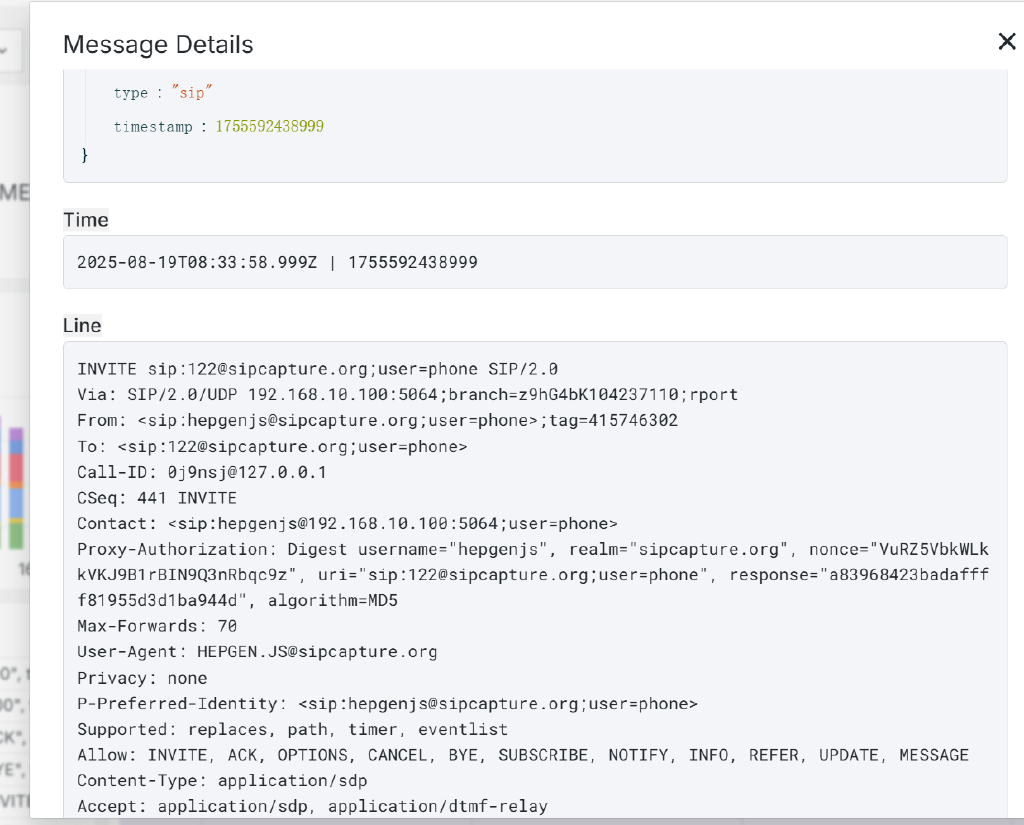 Message Details
type : "sip"
timestamp : 1755592438999
}
Time
2025-08-19T08:33:58.999Z | 1755592438999
Line
INVITE sip:122@sipcapture.org;user=phone SIP/2.0
Via: SIP/2.0/UDP 192.168.10.100:5064;branch=z9hG4bK104237110;rport
From: <sip:hepgenjs@sipcapture.org;user=phone>;tag=415746302
To: <sip:122@sipcapture.org;user=phone>
Call-ID: 0j9nsj@127.0.0.1
CSeq: 441 INVITE
Contact: <sip:hepgenjs@192.168.10.100:5064;user=phone>
Proxy-Authorization: Digest username="hepgenjs", realm="sipcapture.org", nonce="VuRZ5VbkWLk
kVKJ9B1rBIN9Q3nRbqc9z", uri="sip:122@sipcapture.org;user=phone", response="a83968423badafff
f81955d3d1ba944d", algorithm=MD5
Max-Forwards: 70
User-Agent: HEPGEN.JS@sipcapture.org
Privacy: none
P-Preferred-Identity: <sip:hepgenjs@sipcapture.org;user=phone>
Supported: replaces, path, timer, eventlist
Allow: INVITE, ACK, OPTIONS, CANCEL, BYE, SUBSCRIBE, NOTIFY, INFO, REFER, UPDATE, MESSAGE
Content-Type: application/sdp
Accept: application/sdp, application/dtmf-relay